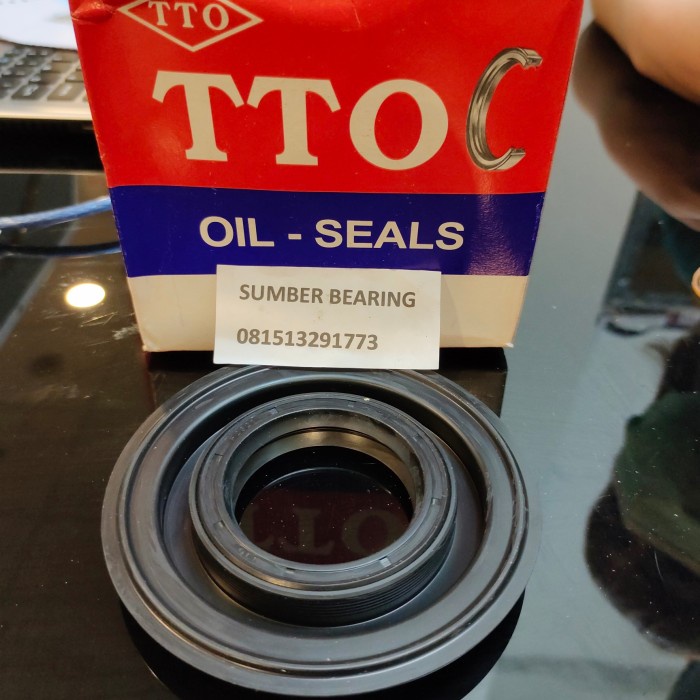 TTO
TTO
OIL - SEALS
SUMBER BEARING
081513291773